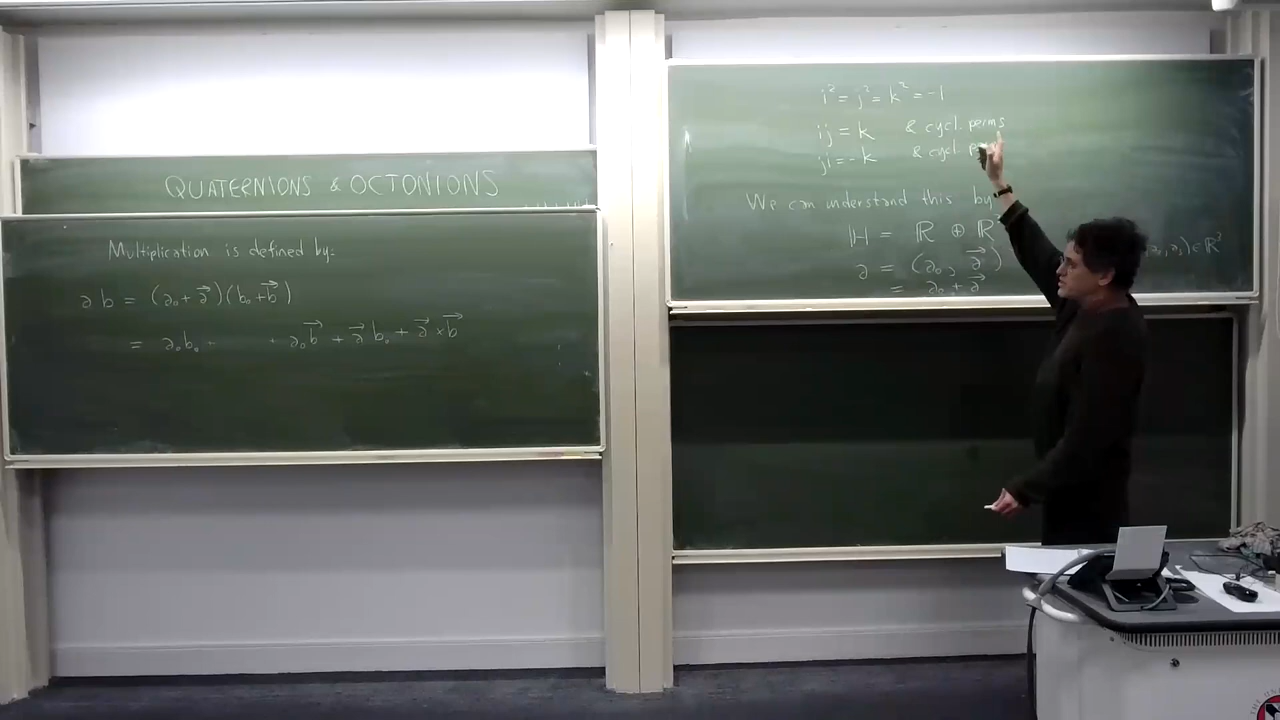 QUATERNIONS & OCTONIONS
Multiplication is defined by:
a b = (a₀ + a⃗)(b₀ + b⃗)
= a₀b₀ + + a₀b⃗ + a⃗ b₀ + a⃗ × b⃗
i² = j² = k² = -1
ij = k & cycl. perms
ji = -k & cycl.
We can understand this by
ℍ = ℝ ⊕ ℝ
a = (a₀, a⃗) a₃) ∈ ℝ³
= a₀ + a⃗